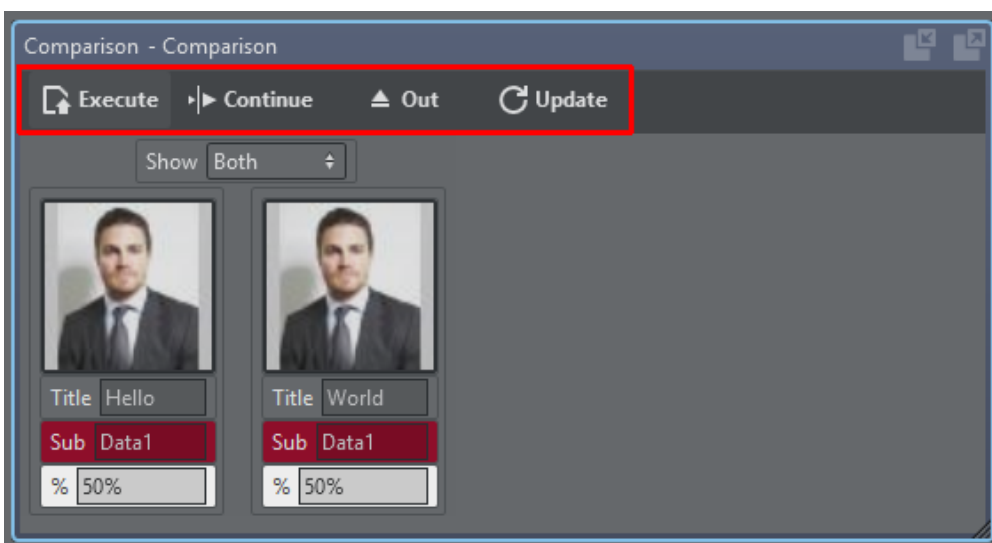 Comparison - Comparison
Execute Continue Out Update
Show Both
Title Hello Title World
Sub Data1 Sub Data1
% 50% % 50%